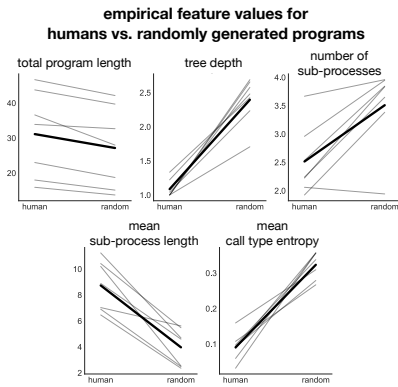 empirical feature values for
humans vs. randomly generated programs
total program length
40
30
20
human random
tree depth
2.5
2.0
1.5
1.0
human random
number of
sub-processes
4.0
3.5
3.0
2.5
2.0
human random
mean
sub-process length
10
8
6
4
2
human random
mean
call type entropy
0.3
0.2
0.1
human random